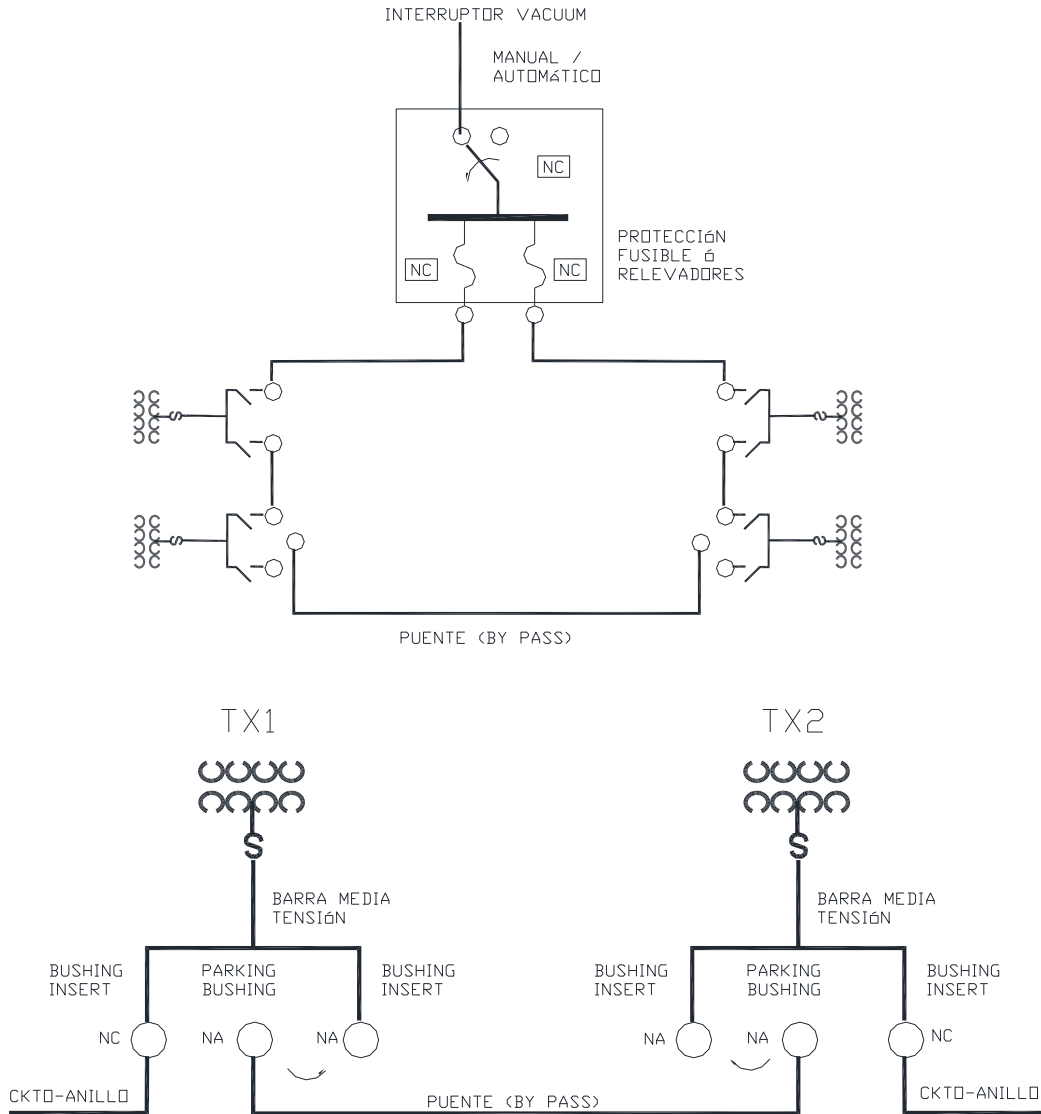 INTERRUPTOR VACUUM
MANUAL /
AUTOMáTICO
NC
PROTECCIóN
FUSIBLE ó
RELEVADORES
NC
NC
PUENTE (BY PASS)
TX1
TX2
S
S
BARRA MEDIA
TENSIóN
BARRA MEDIA
TENSIóN
BUSHING
INSERT
PARKING
BUSHING
BUSHING
INSERT
BUSHING
INSERT
PARKING
BUSHING
BUSHING
INSERT
NC
NA
NA
NA
NA
NC
CKTO-ANILLO
PUENTE (BY PASS)
CKTO-ANILLO